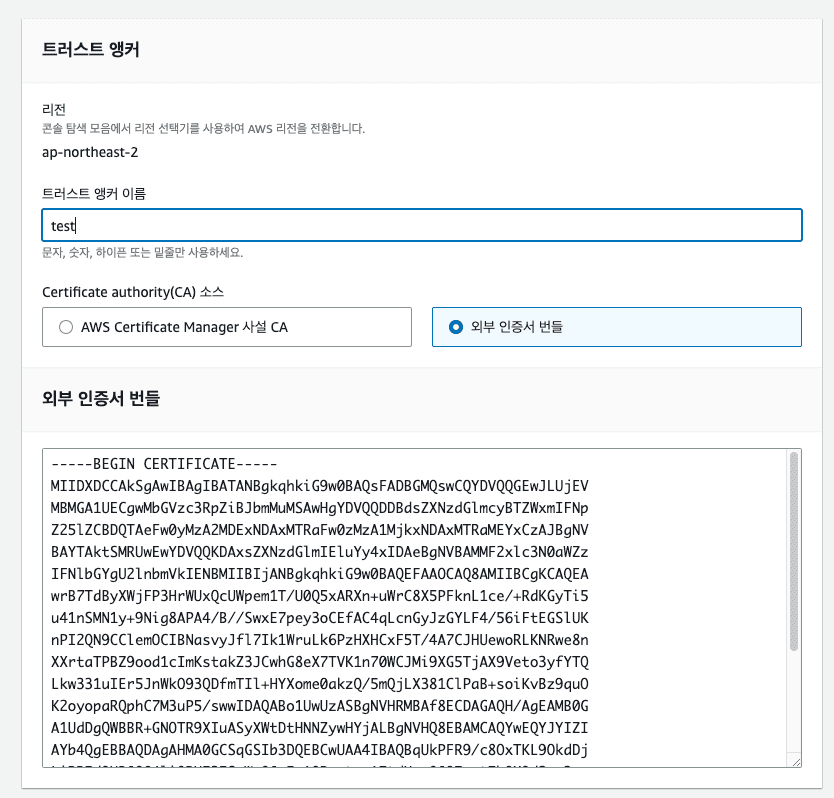 트러스트 앵커
리전
콘솔 탐색 모음에서 리전 선택기를 사용하여 AWS 리전을 전환합니다.
ap-northeast-2
트러스트 앵커 이름
test
문자, 숫자, 하이픈 또는 밑줄만 사용하세요.
Certificate authority(CA) 소스
AWS Certificate Manager 사설 CA
외부 인증서 번들
외부 인증서 번들
-----BEGIN CERTIFICATE-----
MIIDXDCCAkSgAwIBAgIBATANBgkqhkiG9w0BAQsFADBGMQswCQYDVQQGEwJLUjEV
MBMGA1UECgwMbGVzc3RpZiBJbmMuMSAwHgYDVQQDDBdsZXNzdGlmcyBTZWxmIFNp
Z25lZCBDQTAeFw0yMzA2MDExNDAxMTRaFw0zMzA1MjkxNDAxMTRaMEYxCzAJBgNV
BAYTAktSMRUwEwYDVQQKDAxsZXNzdGlmIEluYy4xIDAeBgNVBAMMF2xlc3N0aWZz
IFNlbGYgU2lnbmVkIENBMIIBIjANBgkqhkiG9w0BAQEFAAOCAQ8AMIIBCgKCAQEA
wrB7TdByXWjFP3HrWUxQcUWpem1T/U0Q5xARXn+uWrC8X5PFknL1ce/+RdKGyTi5
u41nSMN1y+9Nig8APA4/B//SwxE7pey3oCEfAC4qLcnGyJzGYLF4/56iFtEGSlUK
nPI2QN9CClemOCIBNasvyJfl7Ik1WruLk6PzHXHCxF5T/4A7CJHUewoRLKNRwe8n
XXrtaTPBZ9ood1cImKstakZ3JCwhG8eX7TVK1n70WCJMi9XG5TjAX9Veto3yfYTQ
Lkw331uIEr5JnWkO93QDfmTIl+HYXome0akzQ/5mQjLX381ClPaB+soiKvBz9quO
K2oyopaRQphC7M3uP5/swwIDAQABo1UwUzASBgNVHRMBAf8ECDAGAQH/AgEAMB0G
A1UdDgQWBBR+GNOTR9XIuASyXWtDtHNNZywHYjALBgNVHQ8EBAMCAQYwEQYJYIZI
AYb4QgEBBAQDAgAHMA0GCSqGSIb3DQEBCwUAA4IBAQBqUkPFR9/c8OxTKL9OkdDj